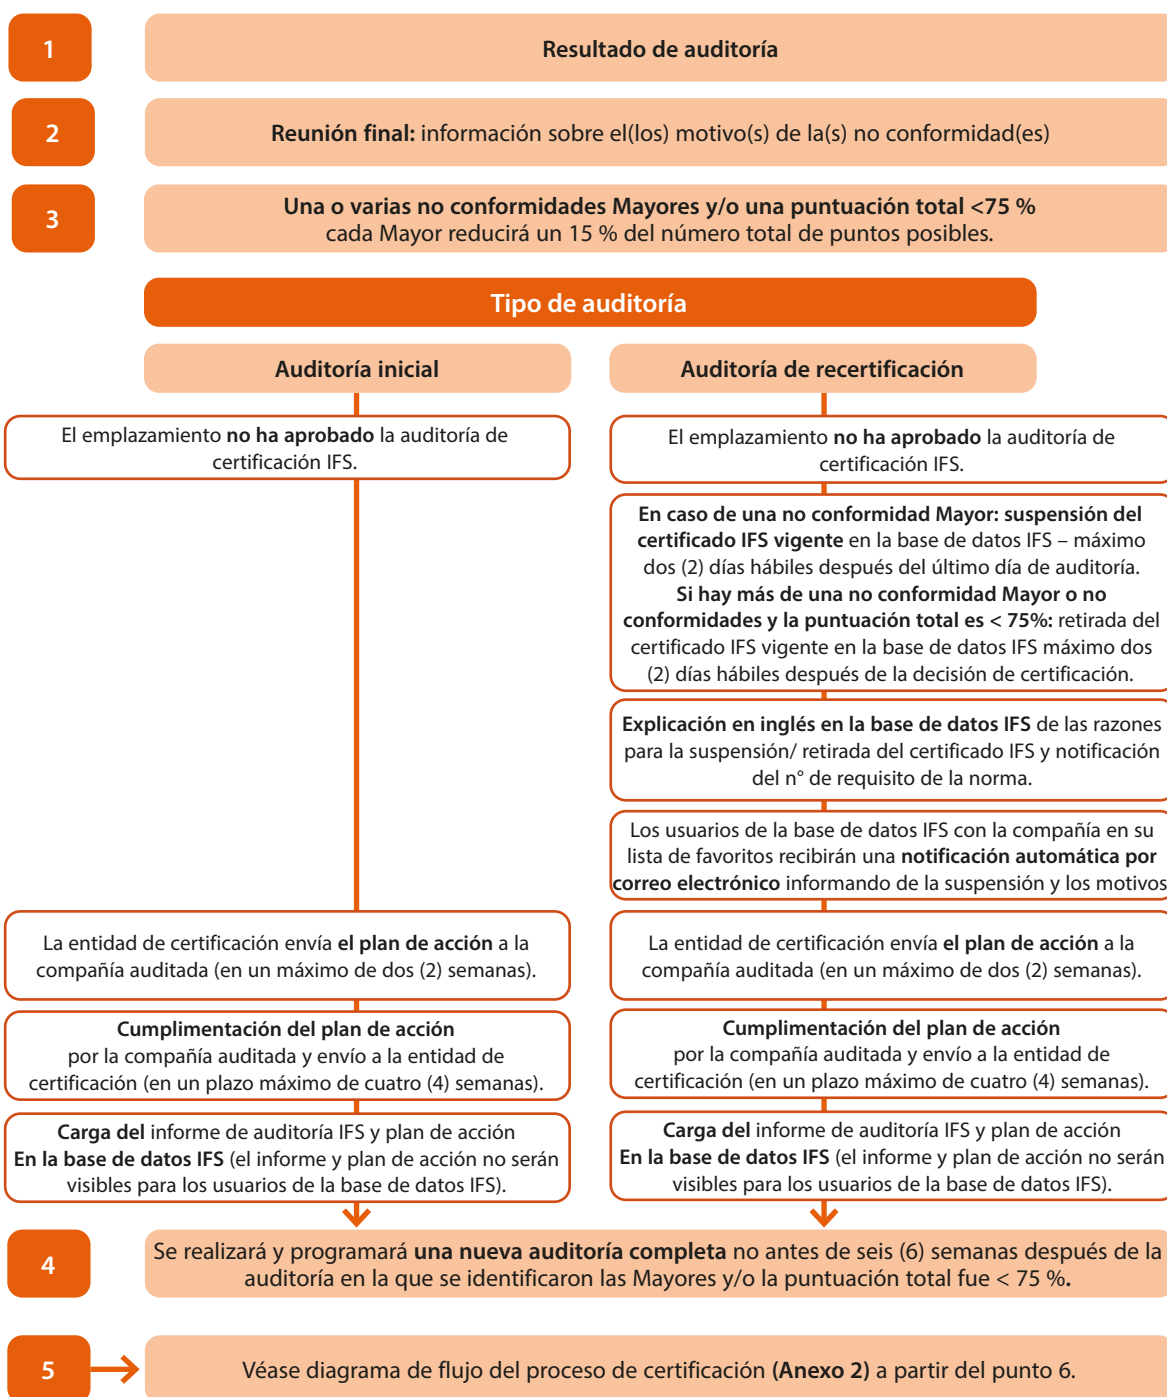 1
Resultado de auditoría
2
Reunión final: información sobre el(los) motivo(s) de la(s) no conformidad(es)
3
Una o varias no conformidades Mayores y/o una puntuación total <75 %
cada Mayor reducirá un 15 % del número total de puntos posibles.
Tipo de auditoría
Auditoría inicial
El emplazamiento no ha aprobado la auditoría de
certificación IFS.
La entidad de certificación envía el plan de acción a la
compañía auditada (en un máximo de dos (2) semanas).
Cumplimentación del plan de acción
por la compañía auditada y envío a la entidad de
certificación (en un plazo máximo de cuatro (4) semanas).
Carga del informe de auditoría IFS y plan de acción
En la base de datos IFS (el informe y plan de acción no serán
visibles para los usuarios de la base de datos IFS).
Auditoría de recertificación
El emplazamiento no ha aprobado la auditoría de
certificación IFS.
En caso de una no conformidad Mayor: suspensión del
certificado IFS vigente en la base de datos IFS – máximo
dos (2) días hábiles después del último día de auditoría.
Si hay más de una no conformidad Mayor o no
conformidades y la puntuación total es < 75%: retirada del
certificado IFS vigente en la base de datos IFS máximo dos
(2) días hábiles después de la decisión de certificación.
Explicación en inglés en la base de datos IFS de las razones
para la suspensión/ retirada del certificado IFS y notificación
del n° de requisito de la norma.
Los usuarios de la base de datos IFS con la compañía en su
lista de favoritos recibirán una notificación automática por
correo electrónico informando de la suspensión y los motivos
La entidad de certificación envía el plan de acción a la
compañía auditada (en un máximo de dos (2) semanas).
Cumplimentación del plan de acción
por la compañía auditada y envío a la entidad de
certificación (en un plazo máximo de cuatro (4) semanas).
Carga del informe de auditoría IFS y plan de acción
En la base de datos IFS (el informe y plan de acción no serán
visibles para los usuarios de la base de datos IFS).
4
Se realizará y programará una nueva auditoría completa no antes de seis (6) semanas después de la
auditoría en la que se identificaron las Mayores y/o la puntuación total fue < 75 %.
5
Véase diagrama de flujo del proceso de certificación (Anexo 2) a partir del punto 6.